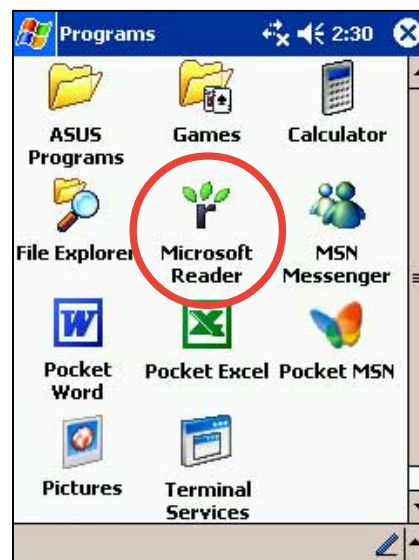 Programs 2:30
ASUS Programs
Games
Calculator
File Explorer
Microsoft Reader
MSN Messenger
Pocket Word
Pocket Excel
Pocket MSN
Pictures
Terminal Services